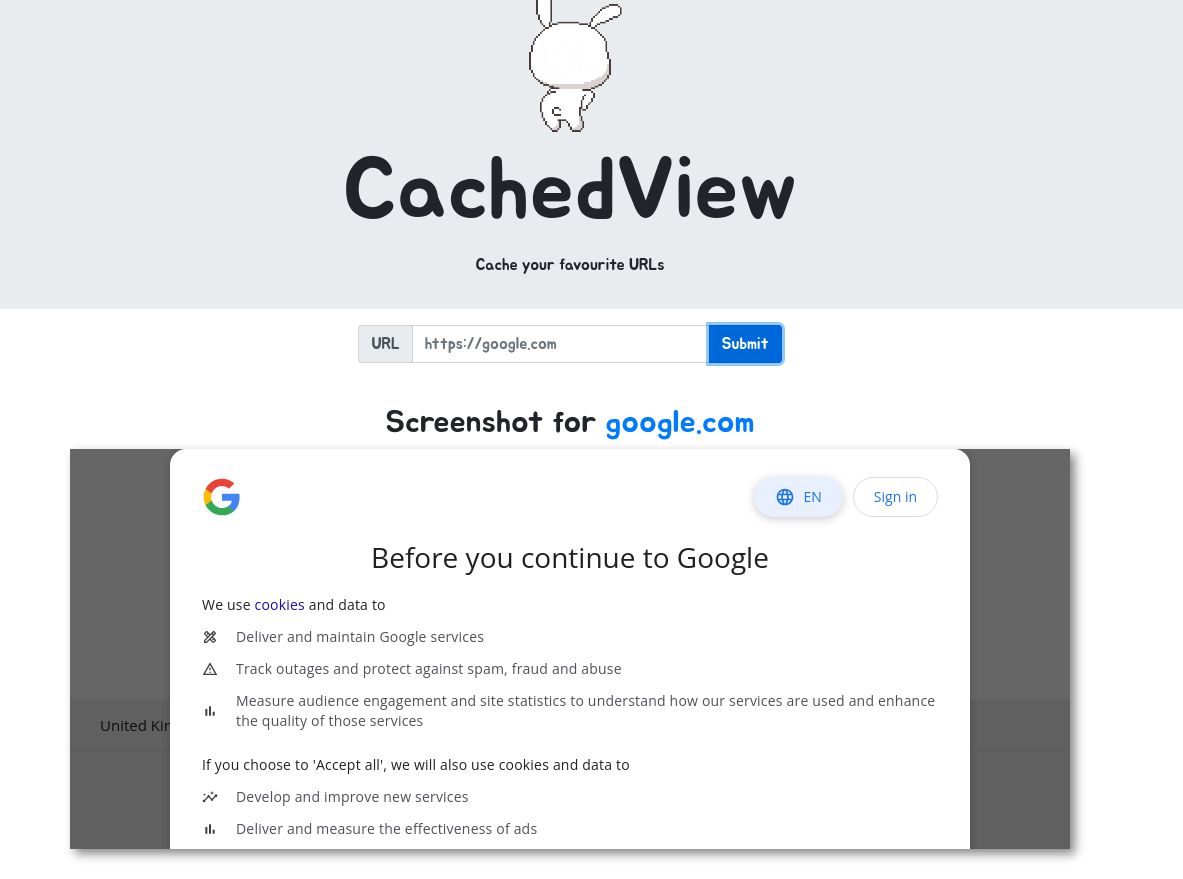 CachedView
Cache your favourite URLs
URL https://google.com Submit
Screenshot for google.com
EN Sign in
Before you continue to Google
We use cookies and data to
Deliver and maintain Google services
Track outages and protect against spam, fraud and abuse
Measure audience engagement and site statistics to understand how our services are used and enhance
the quality of those services
United Kin
If you choose to 'Accept all', we will also use cookies and data to
Develop and improve new services
Deliver and measure the effectiveness of ads